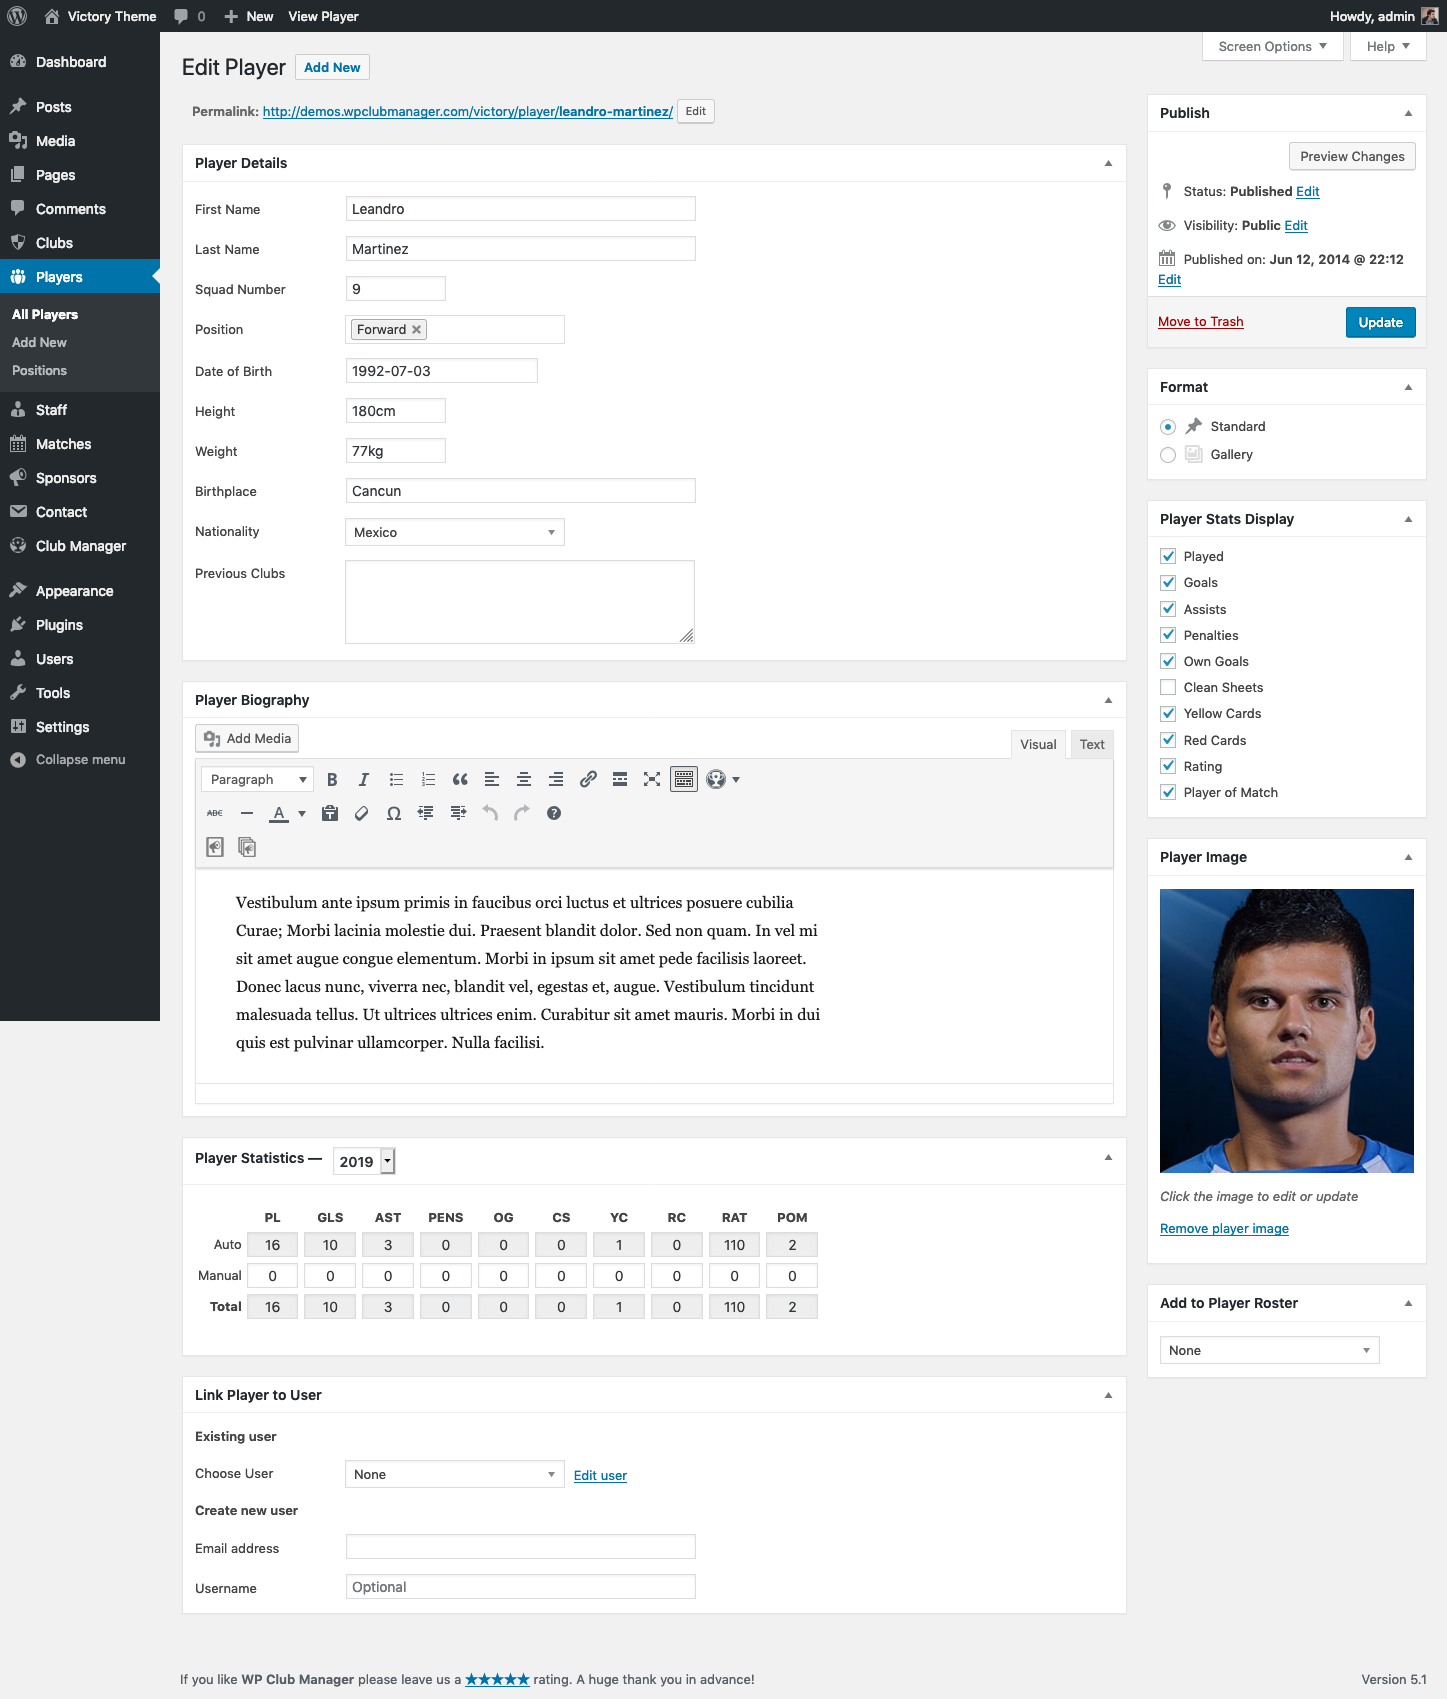 Victory Theme 0 New View Player Howdy, admin
Screen Options Help
Dashboard
Posts
Media
Pages
Comments
Clubs
Players
All Players
Add New
Positions
Staff
Matches
Sponsors
Contact
Club Manager
Appearance
Plugins
Users
Tools
Settings
Collapse menu
Edit Player Add New
Permalink: http://demos.wpclubmanager.com/victory/player/leandro-martinez/ Edit
Player Details
First Name Leandro
Last Name Martinez
Squad Number 9
Position Forward
Date of Birth 1992-07-03
Height 180cm
Weight 77kg
Birthplace Cancun
Nationality Mexico
Previous Clubs
Player Biography
Add Media
Visual Text
Paragraph B I
ABC A Ω
Vestibulum ante ipsum primis in faucibus orci luctus et ultrices posuere cubilia
Curae; Morbi lacinia molestie dui. Praesent blandit dolor. Sed non quam. In vel mi
sit amet augue congue elementum. Morbi in ipsum sit amet pede facilisis laoreet.
Donec lacus nunc, viverra nec, blandit vel, egestas et, augue. Vestibulum tincidunt
malesuada tellus. Ut ultrices ultrices enim. Curabitur sit amet mauris. Morbi in dui
quis est pulvinar ullamcorper. Nulla facilisi.
Player Statistics — 2019
PL GLS AST PENS OG CS YC RC RAT POM
Auto 16 10 3 0 0 0 1 0 110 2
Manual 0 0 0 0 0 0 0 0 0 0
Total 16 10 3 0 0 0 1 0 110 2
Link Player to User
Existing user
Choose User None Edit user
Create new user
Email address
Username Optional
Publish
Preview Changes
Status: Published Edit
Visibility: Public Edit
Published on: Jun 12, 2014 @ 22:12
Edit
Move to Trash Update
Format
Standard
Gallery
Player Stats Display
Played
Goals
Assists
Penalties
Own Goals
Clean Sheets
Yellow Cards
Red Cards
Rating
Player of Match
Player Image
Click the image to edit or update
Remove player image
Add to Player Roster
None
If you like WP Club Manager please leave us a ★★★★★ rating. A huge thank you in advance! Version 5.1